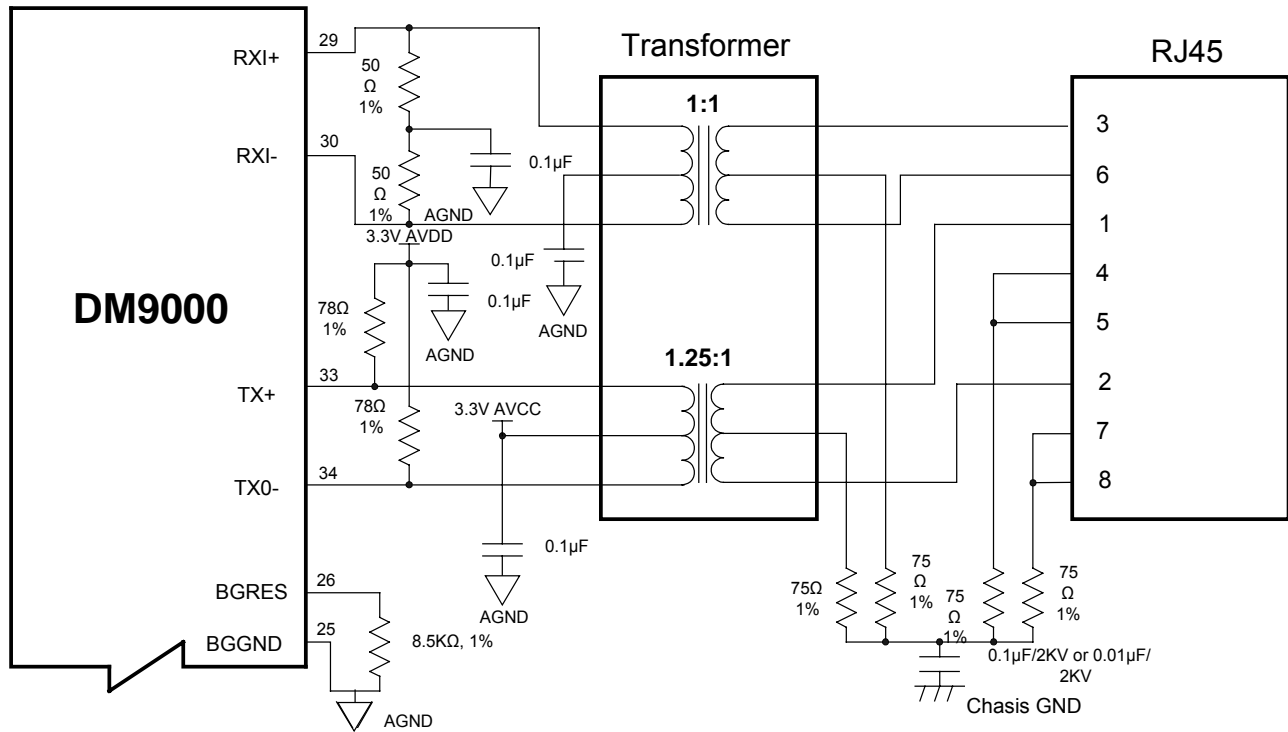 Transformer
RJ45
DM9000
RXI+
29
50
Ω
1%
RXI-
30
50
Ω
1%
0.1µF
AGND
3.3V AVDD
0.1µF
AGND
0.1µF
AGND
78Ω
1%
TX+
33
78Ω
1%
3.3V AVCC
TX0-
34
0.1µF
AGND
BGRES
26
BGGND
25
8.5KΩ, 1%
AGND
1:1
1.25:1
3
6
1
4
5
2
7
8
75Ω
1%
75
Ω
1%
75
Ω
1%
75
Ω
1%
0.1µF/2KV or 0.01µF/
2KV
Chasis GND